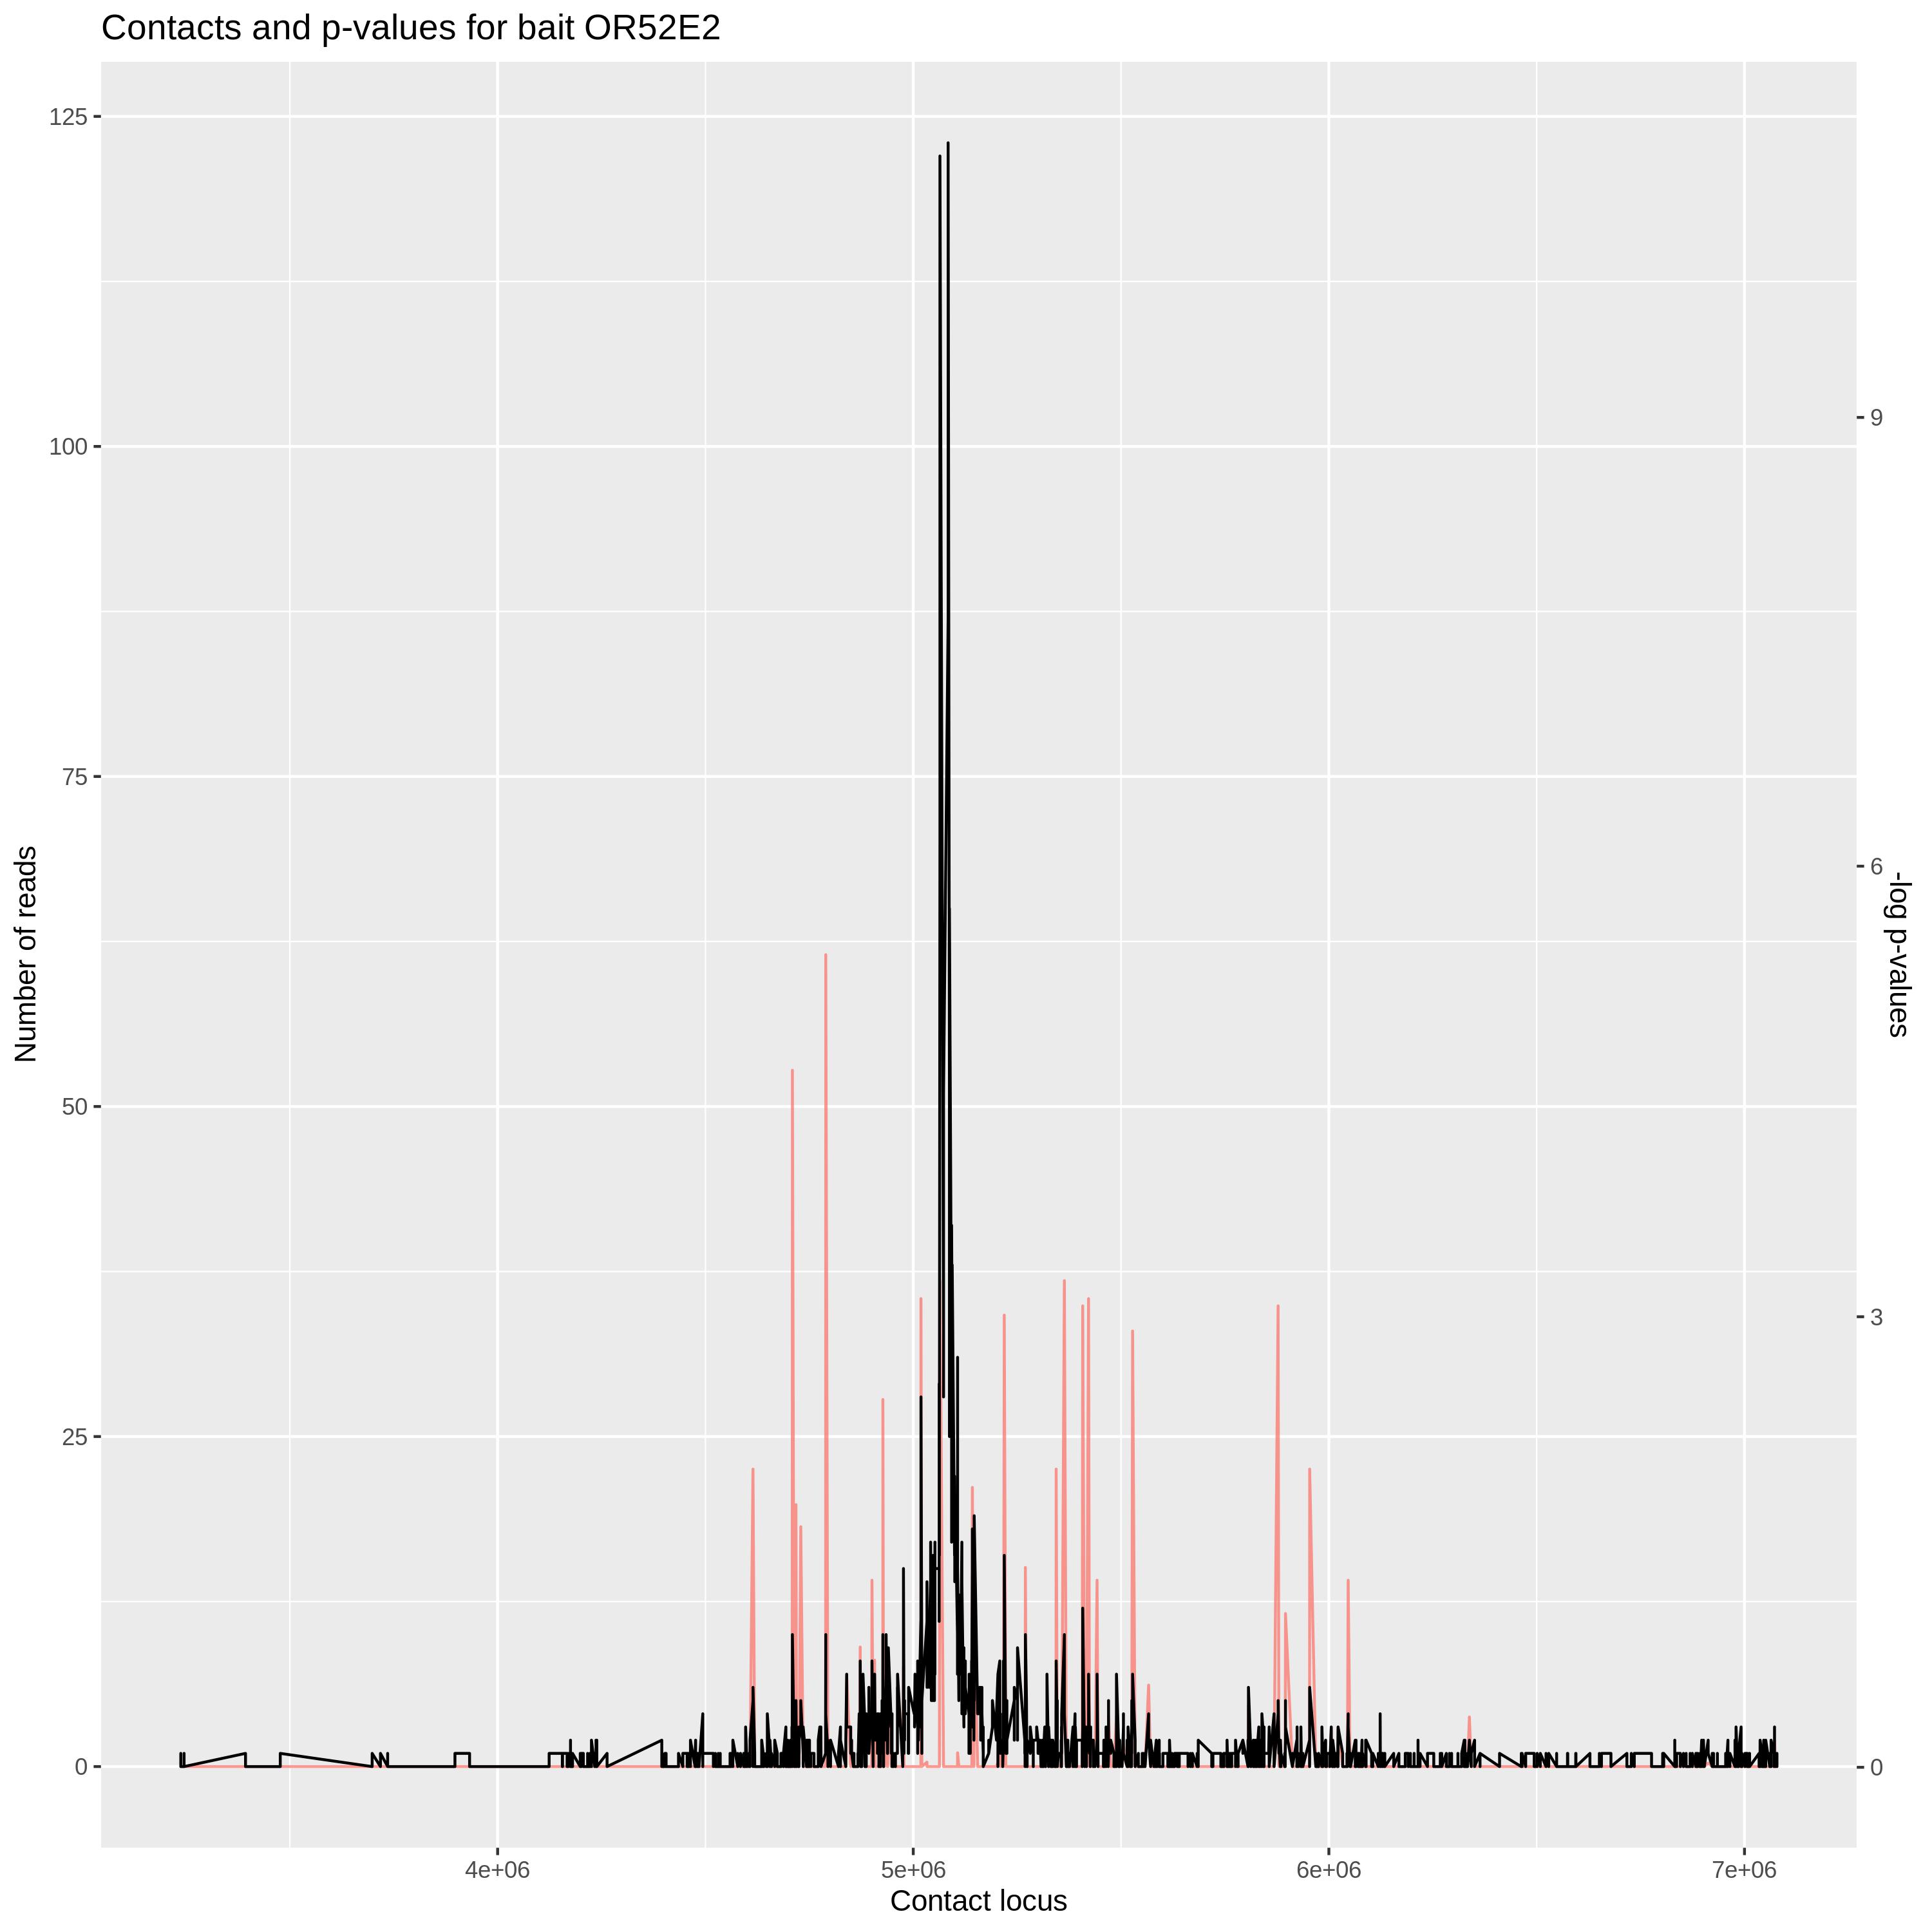 Contacts and p-values for bait OR52E2
125
100
75
50
25
0
Number of reads
9
6
3
0
-log p-values
4e+06
5e+06
6e+06
7e+06
Contact locus